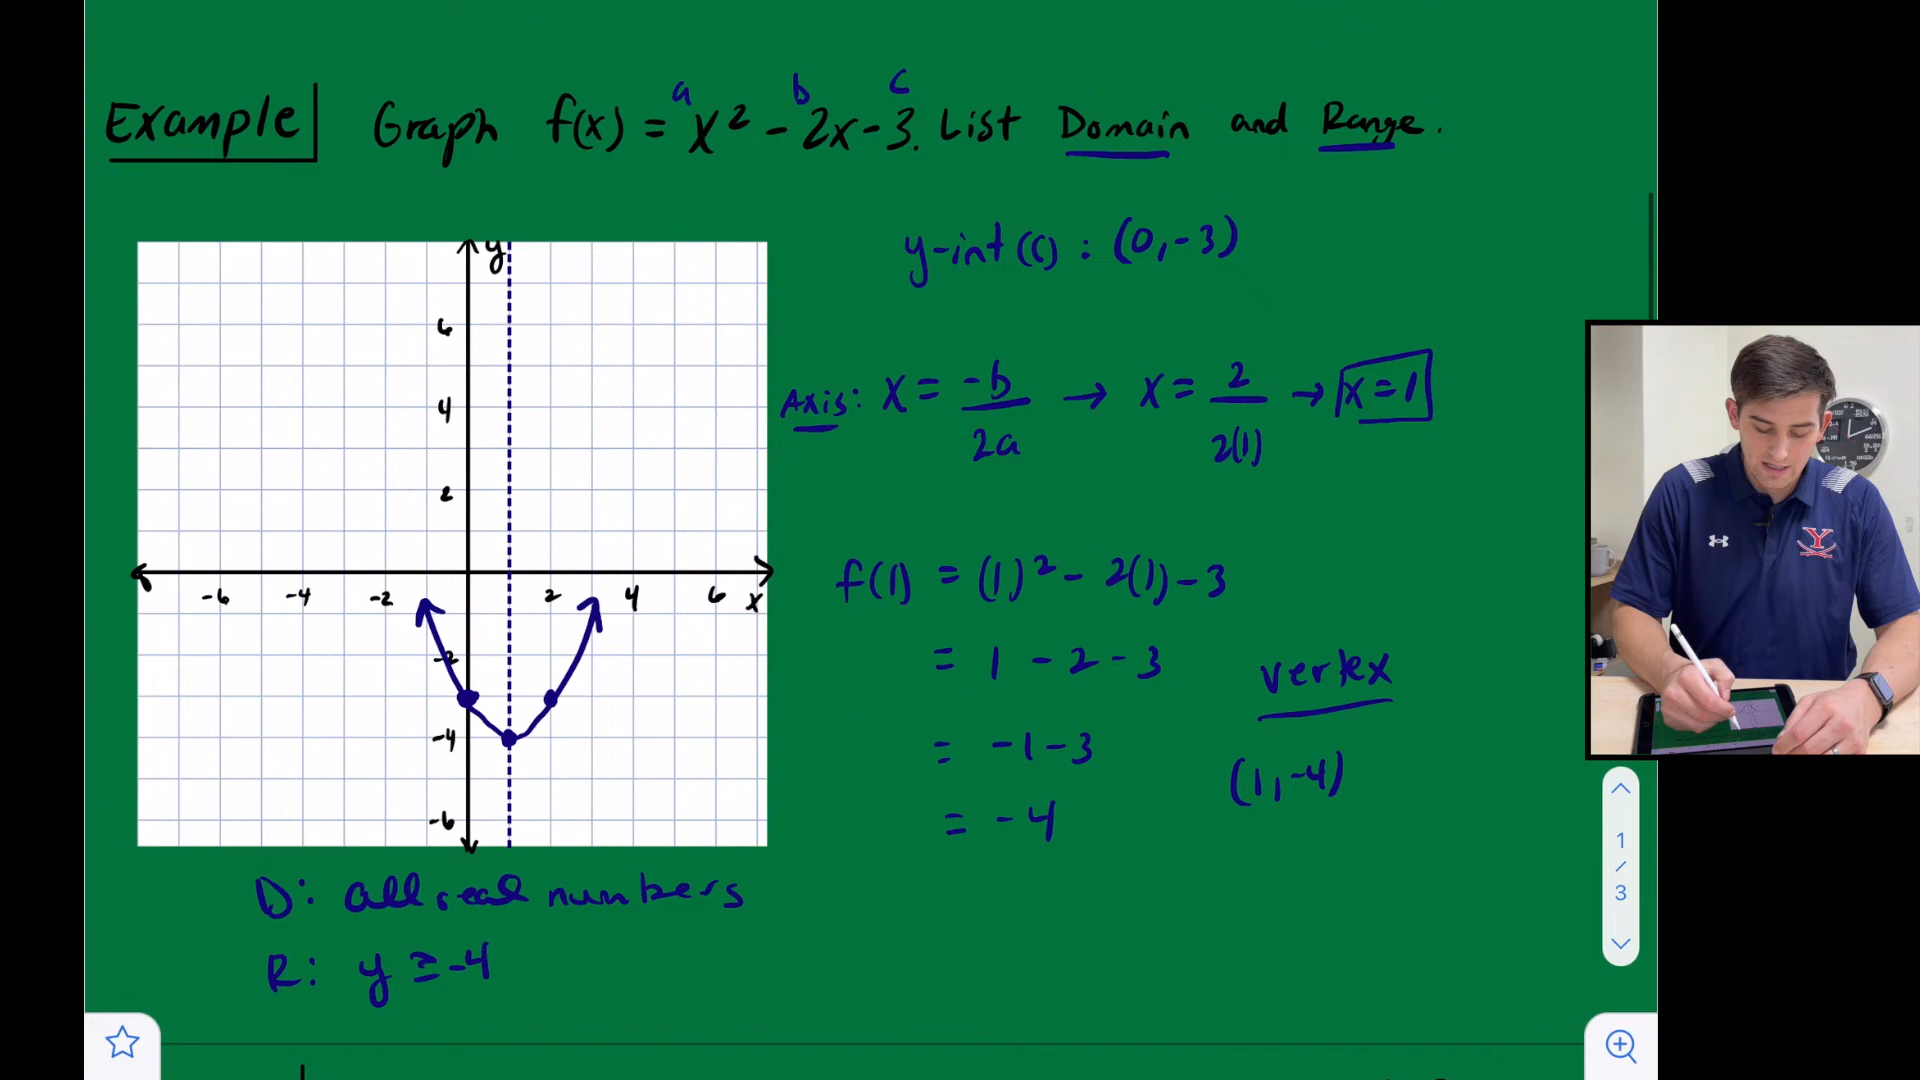 a b c
Example Graph f(x) = x² - 2x - 3. List Domain and Range.
y-int (c) : (0, -3)
Axis: x = -b/2a → x = 2/2(1) → x = 1
f(1) = (1)² - 2(1) - 3
= 1 - 2 - 3
= -1 - 3
= -4
vertex
(1, -4)
y
6
4
2
-6 -4 -2 2 4 6 x
-2
-4
-6
D: all real numbers
R: y ≥ -4
Y
1
/
3